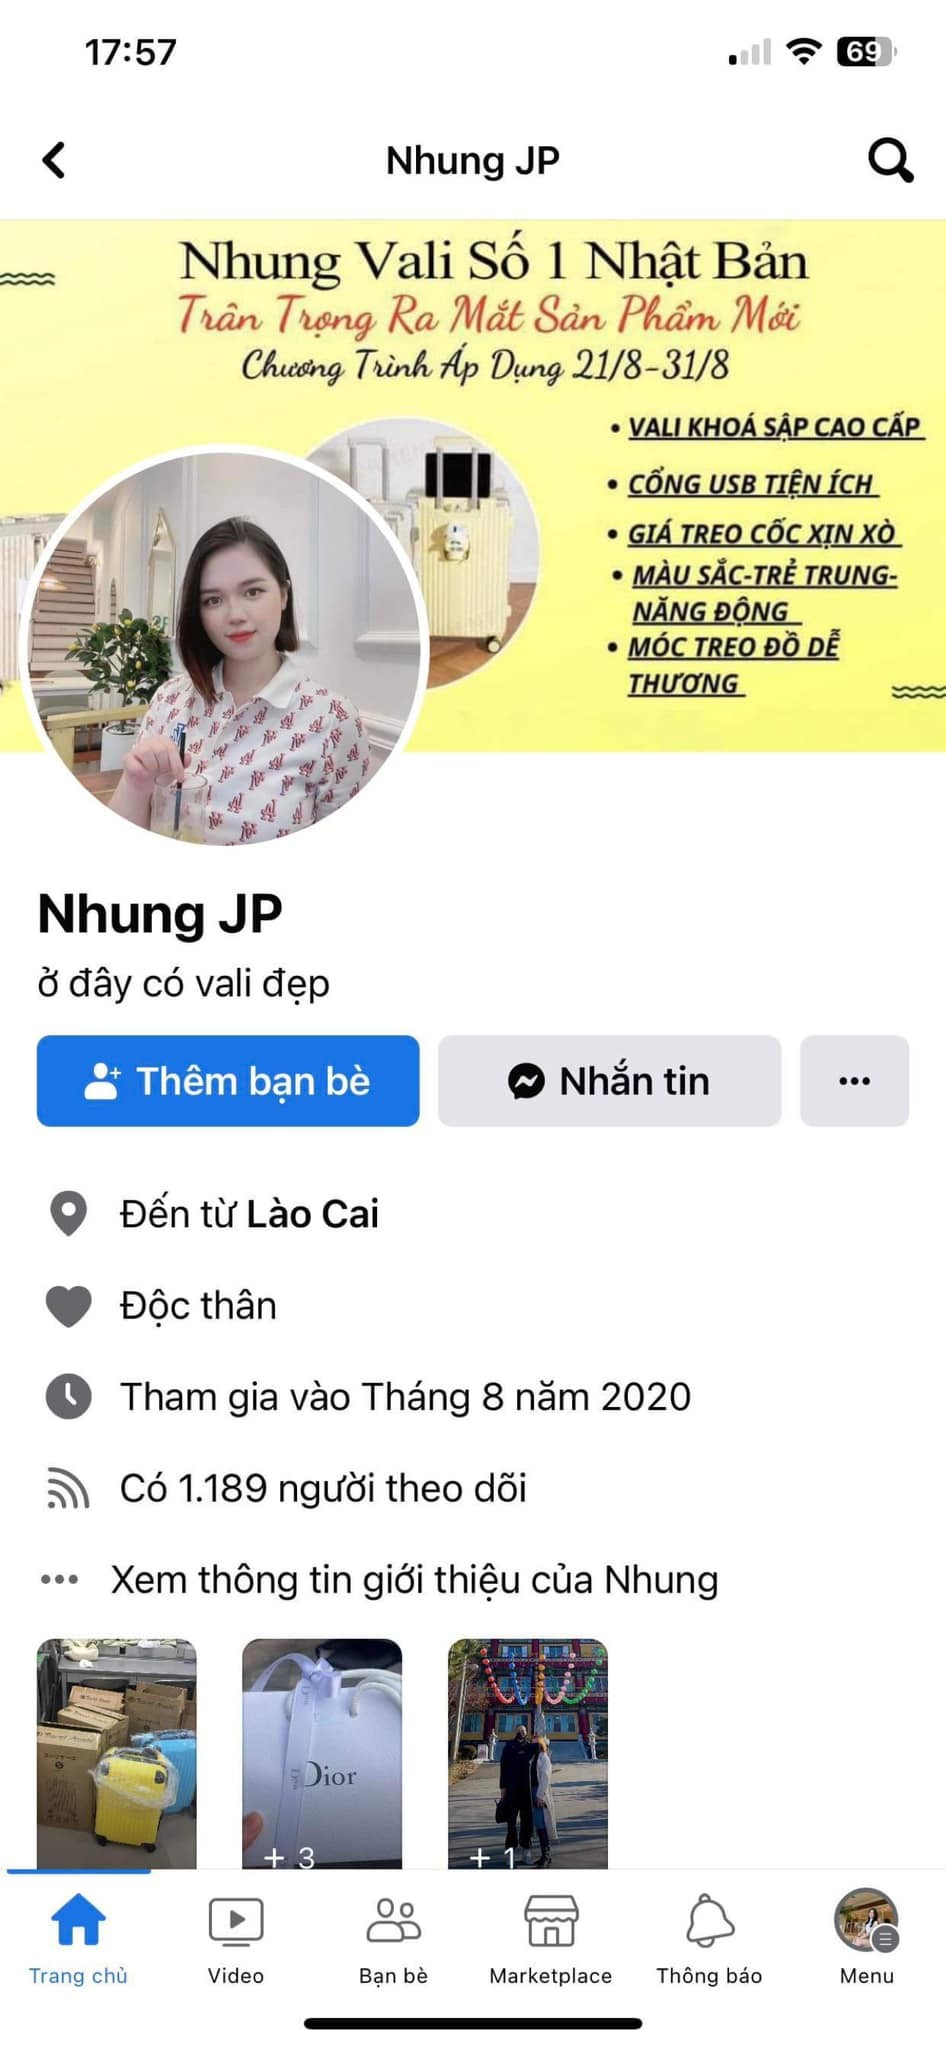 17:57
69
Nhung JP
Nhung Vali Số 1 Nhật Bản
Trân Trọng Ra Mắt Sản Phẩm Mới
Chương Trình Áp Dụng 21/8-31/8
• VALI KHOÁ SẬP CAO CẤP
• CỔNG USB TIỆN ÍCH
• GIÁ TREO CỐC XỊN XÒ
• MÀU SẮC-TRẺ TRUNG-
NĂNG ĐỘNG
• MÓC TREO ĐỒ DỄ
THƯƠNG
Nhung JP
ở đây có vali đẹp
Thêm bạn bè
Nhắn tin
Đến từ Lào Cai
Độc thân
Tham gia vào Tháng 8 năm 2020
Có 1.189 người theo dõi
Xem thông tin giới thiệu của Nhung
Dior
+ 3
+ 1
Trang chủ
Video
Bạn bè
Marketplace
Thông báo
Menu